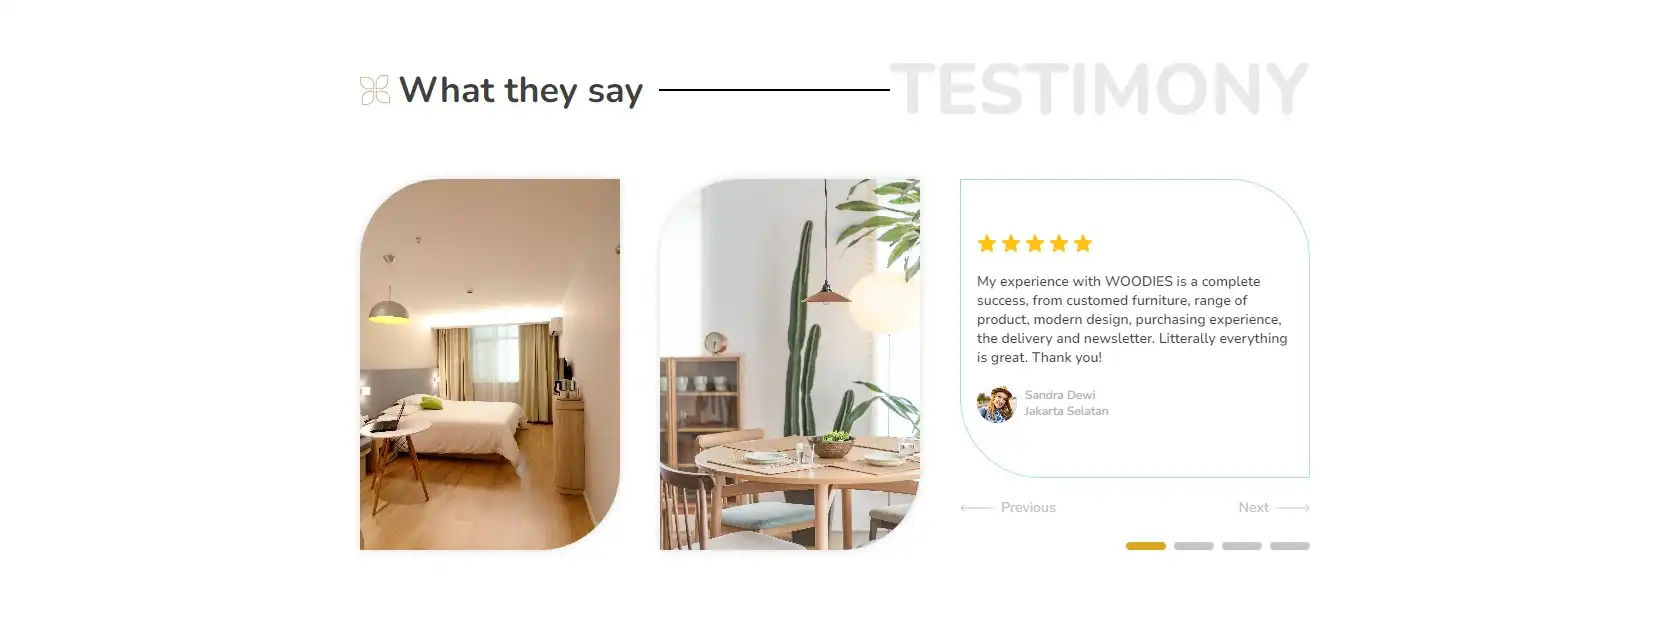 What they say
TESTIMONY
My experience with WOODIES is a complete
success, from customed furniture, range of
product, modern design, purchasing experience,
the delivery and newsletter. Litterally everything
is great. Thank you!
Sandra Dewi
Jakarta Selatan
Previous
Next